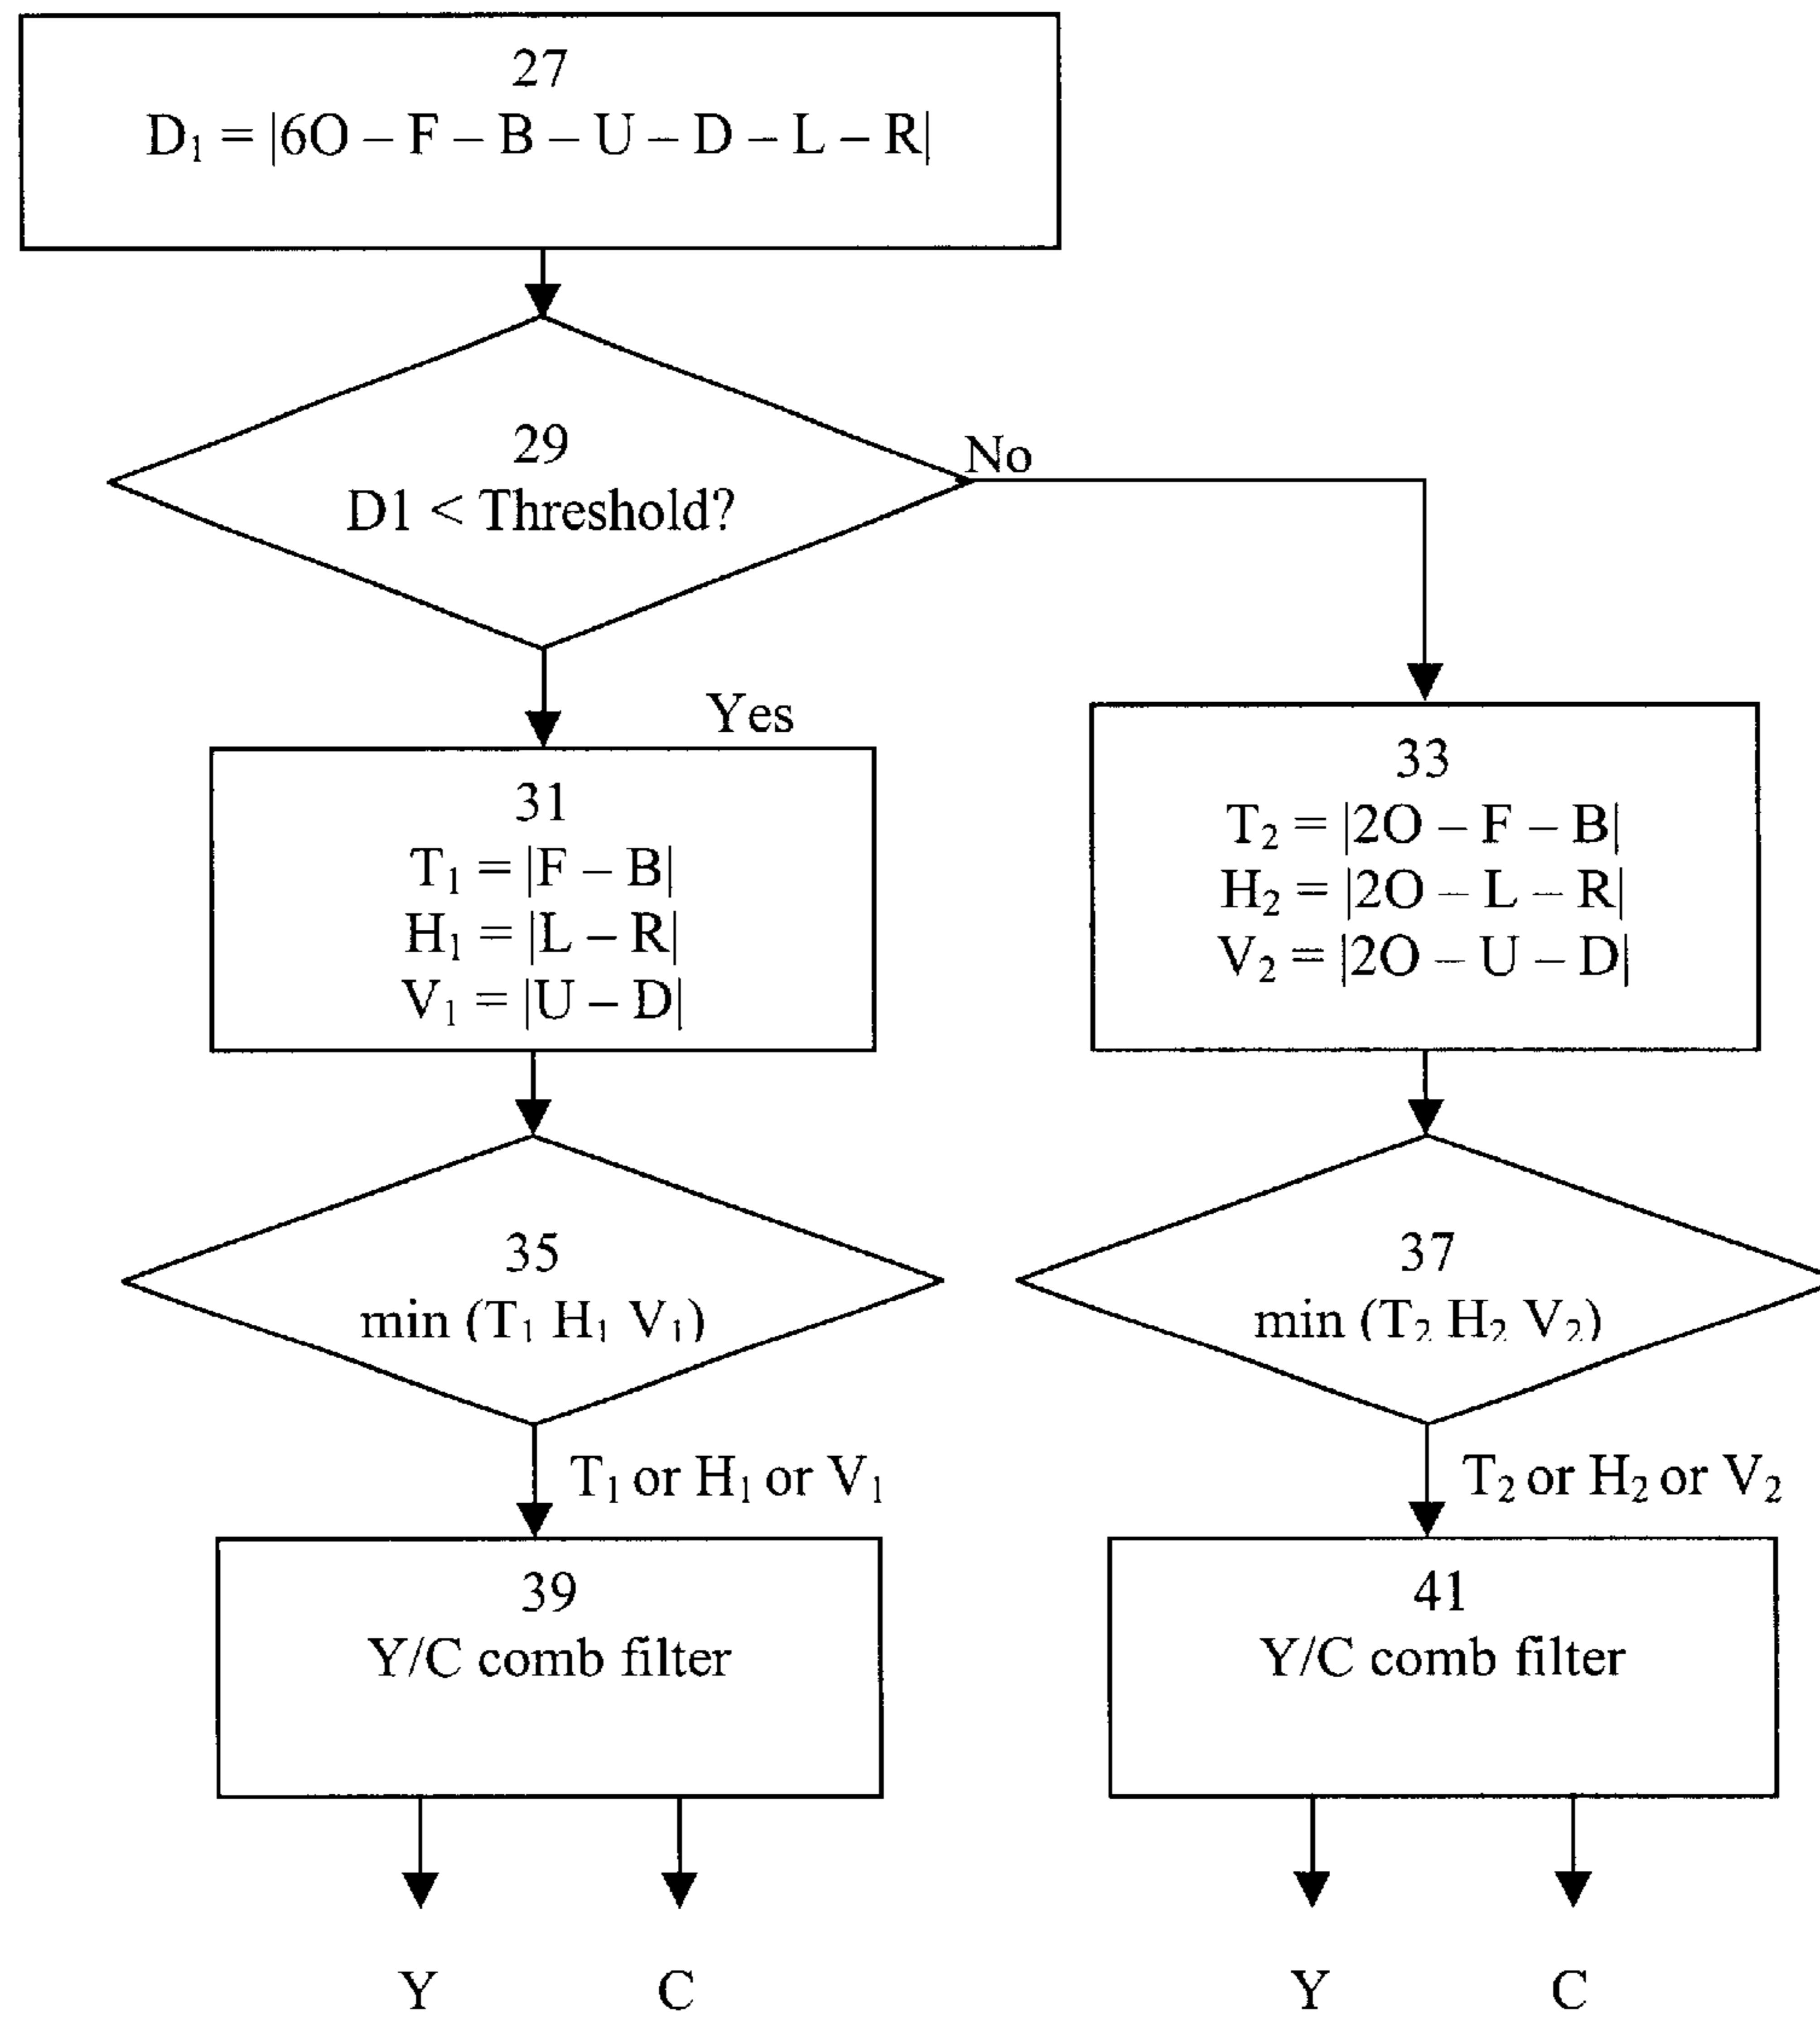 27
D₁ = |6O – F – B – U – D – L – R|
29
D1 < Threshold?
No
Yes
31
T₁ = |F – B|
H₁ = |L – R|
V₁ = |U – D|
33
T₂ = |2O – F – B|
H₂ = |2O – L – R|
V₂ = |2O – U – D|
35
min (T₁ H₁ V₁)
37
min (T₂ H₂ V₂)
T₁ or H₁ or V₁
T₂ or H₂ or V₂
39
Y/C comb filter
41
Y/C comb filter
Y
C
Y
C